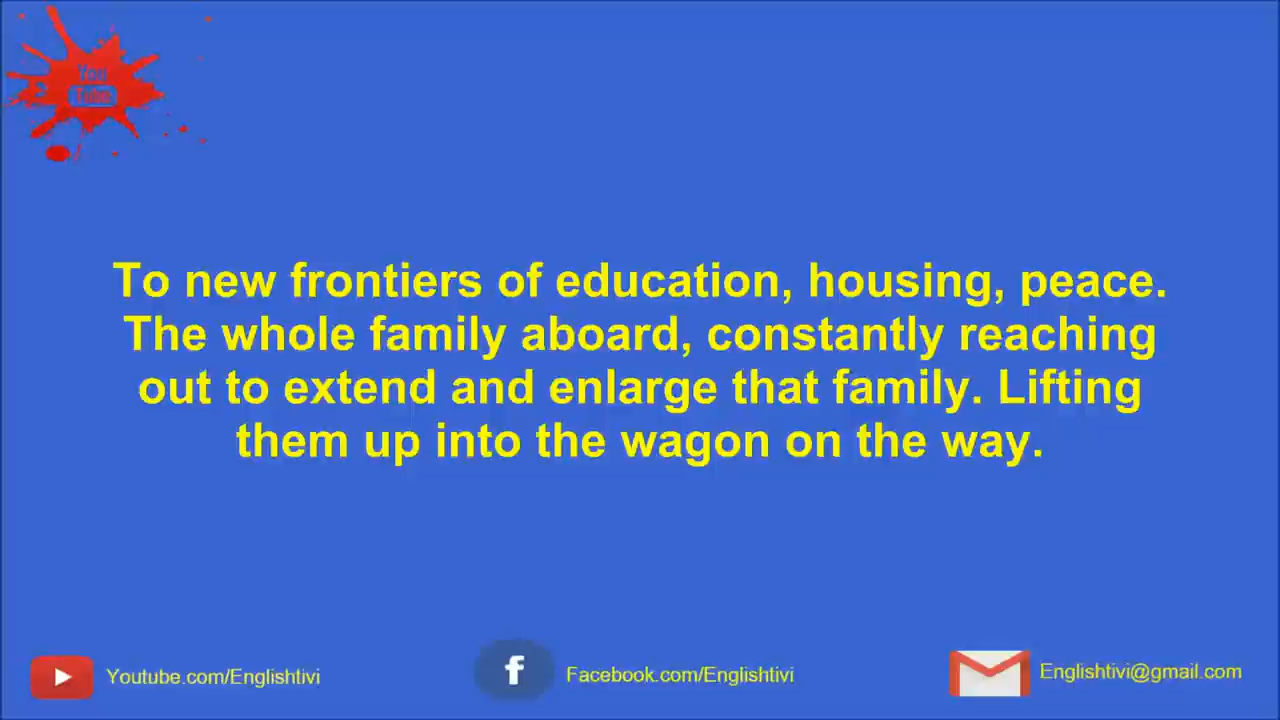 You
Tube
To new frontiers of education, housing, peace.
The whole family aboard, constantly reaching
out to extend and enlarge that family. Lifting
them up into the wagon on the way.
Youtube.com/Englishtivi
f
Facebook.com/Englishtivi
Englishtivi@gmail.com